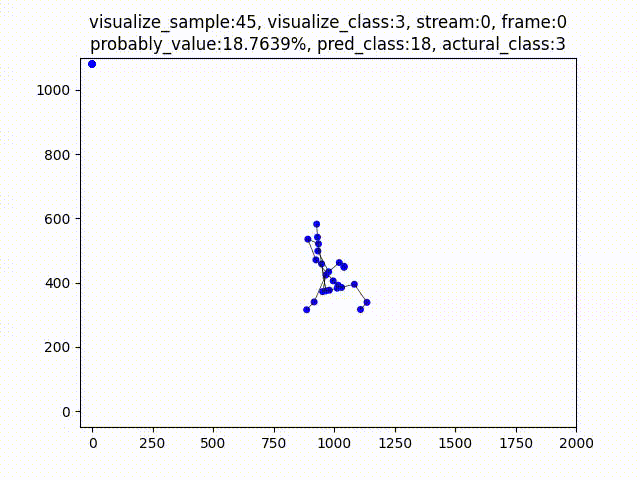 visualize_sample:45, visualize_class:3, stream:0, frame:0
probably_value:18.7639%, pred_class:18, actural_class:3
1000
800
600
400
200
0
0 250 500 750 1000 1250 1500 1750 2000